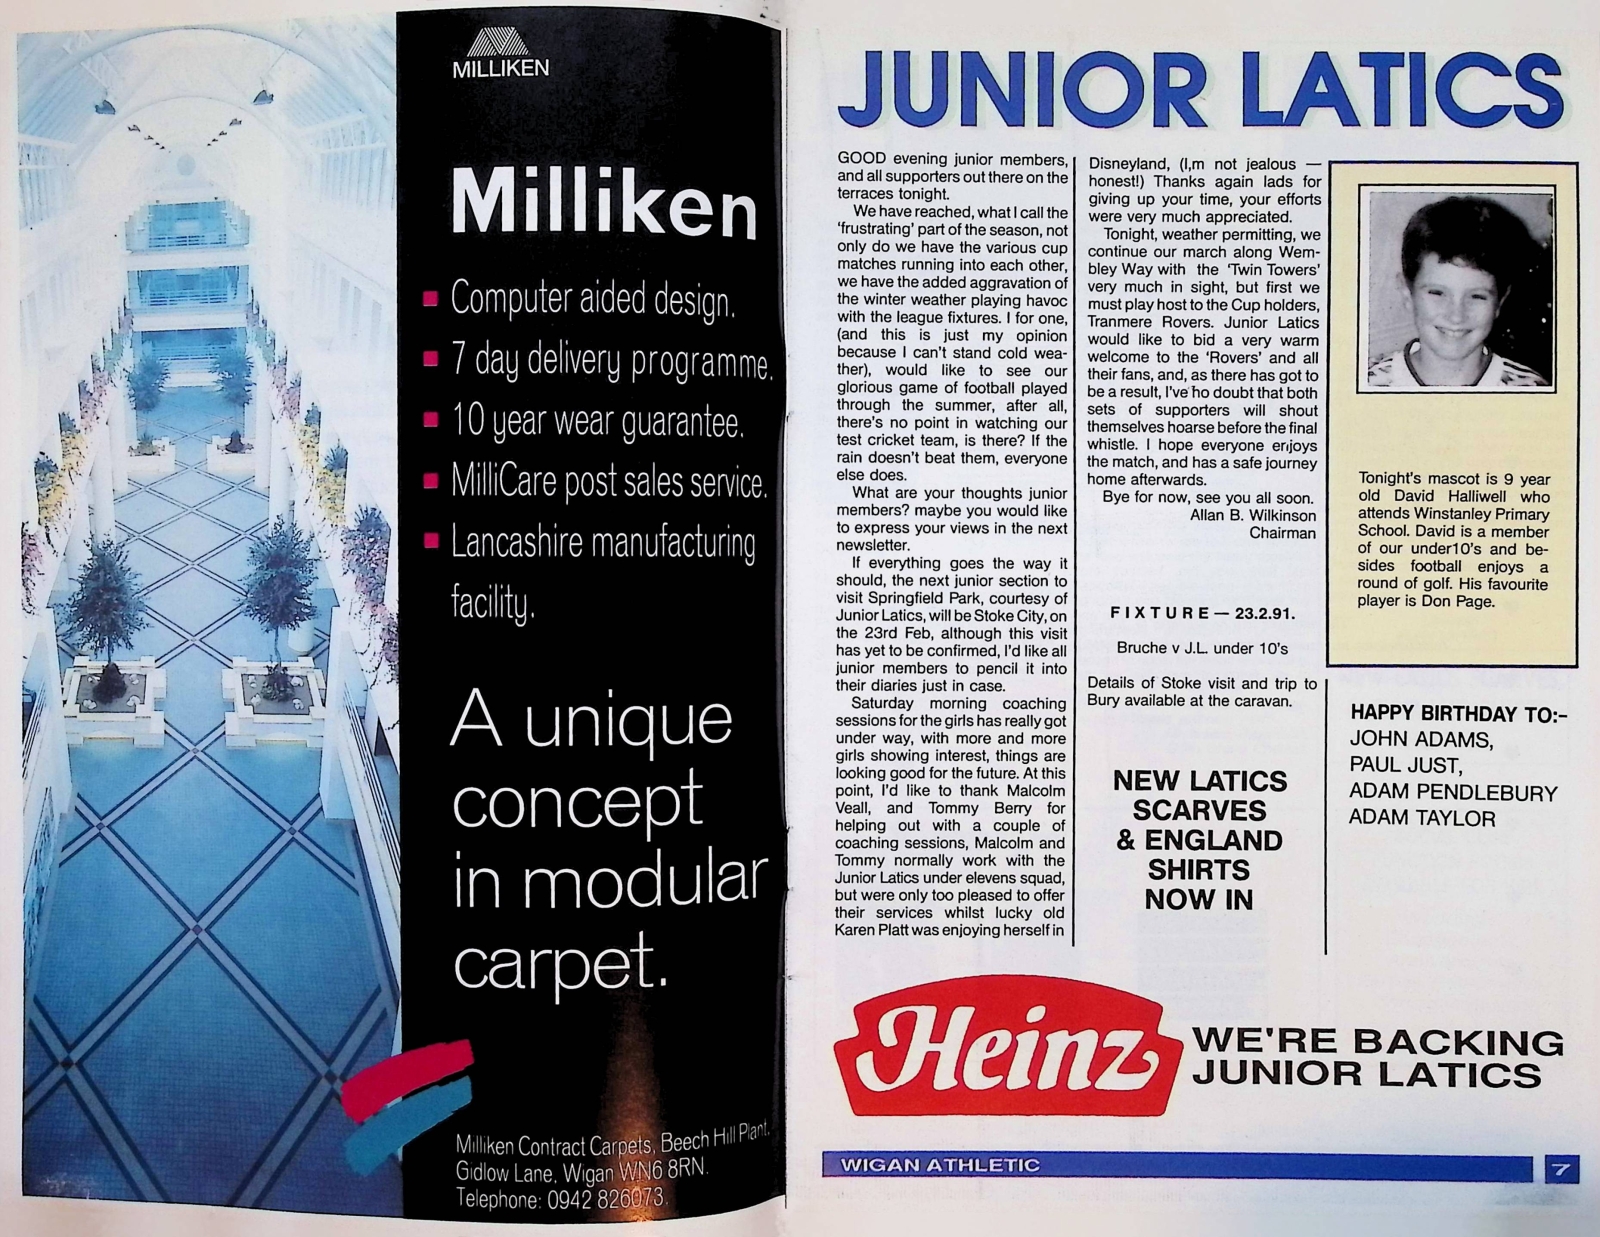 MILLIKEN
Milliken
Computer aided design.
7 day delivery programme.
10 year wear guarantee.
MilliCare post sales service.
Lancashire manufacturing
facility.
A unique
concept
in modular
carpet.
Milliken Contract Carpets, Beech Hill Plant,
Gidlow Lane, Wigan WN6 8RN.
Telephone: 0942 826073.
JUNIOR LATICS
GOOD evening junior members,
and all supporters out there on the
terraces tonight.
We have reached, what I call the
'frustrating' part of the season, not
only do we have the various cup
matches running into each other,
we have the added aggravation of
the winter weather playing havoc
with the league fixtures. I for one,
(and this is just my opinion
because I can't stand cold wea-
ther), would like to see our
glorious game of football played
through the summer, after all,
there's no point in watching our
test cricket team, is there? If the
rain doesn't beat them, everyone
else does.
What are your thoughts junior
members? maybe you would like
to express your views in the next
newsletter.
If everything goes the way it
should, the next junior section to
visit Springfield Park, courtesy of
Junior Latics, will be Stoke City, on
the 23rd Feb, although this visit
has yet to be confirmed, I'd like all
junior members to pencil it into
their diaries just in case.
Saturday morning coaching
sessions for the girls has really got
under way, with more and more
girls showing interest, things are
looking good for the future. At this
point, I'd like to thank Malcolm
Veall, and Tommy Berry for
helping out with a couple of
coaching sessions, Malcolm and
Tommy normally work with the
Junior Latics under elevens squad,
but were only too pleased to offer
their services whilst lucky old
Karen Platt was enjoying herself in
Disneyland, (I,m not jealous —
honest!) Thanks again lads for
giving up your time, your efforts
were very much appreciated.
Tonight, weather permitting, we
continue our march along Wem-
bley Way with the 'Twin Towers'
very much in sight, but first we
must play host to the Cup holders,
Tranmere Rovers. Junior Latics
would like to bid a very warm
welcome to the 'Rovers' and all
their fans, and, as there has got to
be a result, I've no doubt that both
sets of supporters will shout
themselves hoarse before the final
whistle. I hope everyone enjoys
the match, and has a safe journey
home afterwards.
Bye for now, see you all soon.
Allan B. Wilkinson
Chairman
FIXTURE — 23.2.91.
Bruche v J.L. under 10's
Details of Stoke visit and trip to
Bury available at the caravan.
NEW LATICS
SCARVES
& ENGLAND
SHIRTS
NOW IN
Tonight's mascot is 9 year
old David Halliwell who
attends Winstanley Primary
School. David is a member
of our under10's and be-
sides football enjoys a
round of golf. His favourite
player is Don Page.
HAPPY BIRTHDAY TO:-
JOHN ADAMS,
PAUL JUST,
ADAM PENDLEBURY
ADAM TAYLOR
Heinz
WE'RE BACKING
JUNIOR LATICS
WIGAN ATHLETIC
7